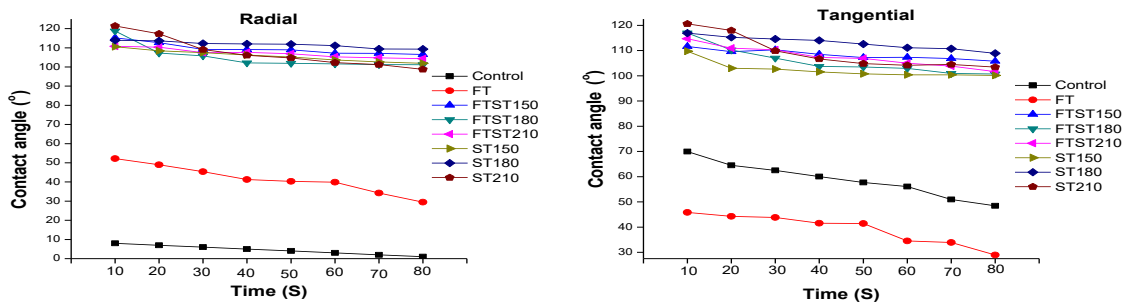 Radial
Contact angle (⁰)
120
110
100
90
80
70
60
50
40
30
20
10
0
10 20 30 40 50 60 70 80
Time (S)
Control
FT
FTST150
FTST180
FTST210
ST150
ST180
ST210
Tangential
Contact angle (⁰)
120
110
100
90
80
70
60
50
40
30
10 20 30 40 50 60 70 80
Time (S)
Control
FT
FTST150
FTST180
FTST210
ST150
ST180
ST210